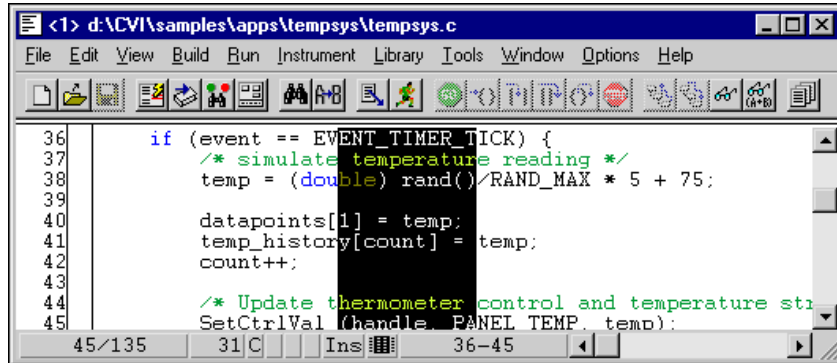 <1> d:\CVI\samples\apps\tempsys\tempsys.c
File Edit View Build Run Instrument Library Tools Window Options Help
36 if (event == EVENT_TIMER_TICK) {
37 /* simulate temperature reading */
38 temp = (double) rand()/RAND_MAX * 5 + 75;
39
40 datapoints[1] = temp;
41 temp_history[count] = temp;
42 count++;
43
44 /* Update thermometer control and temperature str
45 SetCtrlVal (handle, PANEL_TEMP, temp);
45/135 31 C Ins 36-45